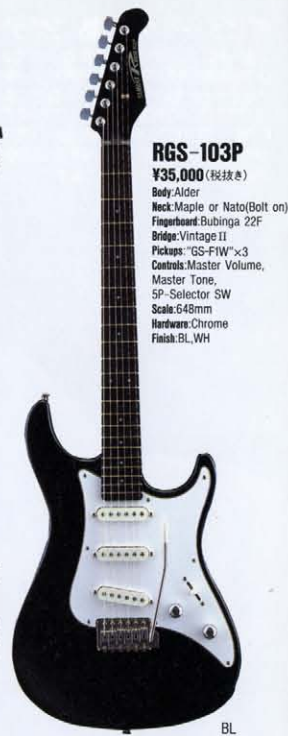 RGS-103P
¥35,000(税抜き)
Body:Alder
Neck:Maple or Nato(Bolt on)
Fingerboard:Bubinga 22F
Bridge:Vintage II
Pickups:"GS-F1W"×3
Controls:Master Volume,
Master Tone,
5P-Selector SW
Scale:648mm
Hardware:Chrome
Finish:BL,WH
BL